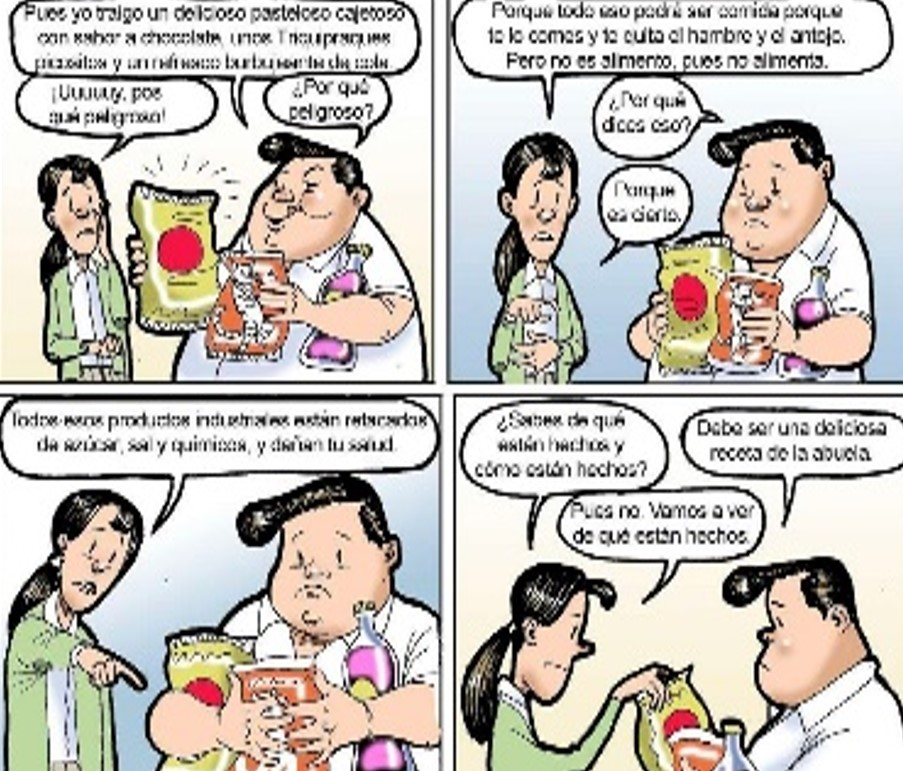 Pues yo traigo un delicioso pasteloso cajetoso
con sabor a chocolate, unos Triquipraques
picositos y un refresco burbujeante de cola.
¡Uuuuuy, pos
qué peligroso!
¿Por qué
peligroso?
Porque todo eso podrá ser comida porque
te lo comes y te quita el hambre y el antojo.
Pero no es alimento, pues no alimenta.
¿Por qué
dices eso?
Porque
es cierto.
Todos esos productos industriales están retacados
de azúcar, sal y químicos, y dañan tu salud.
¿Sabes de qué
están hechos y
cómo están hechos?
Debe ser una deliciosa
receta de la abuela.
Pues no. Vamos a ver
de qué están hechos.